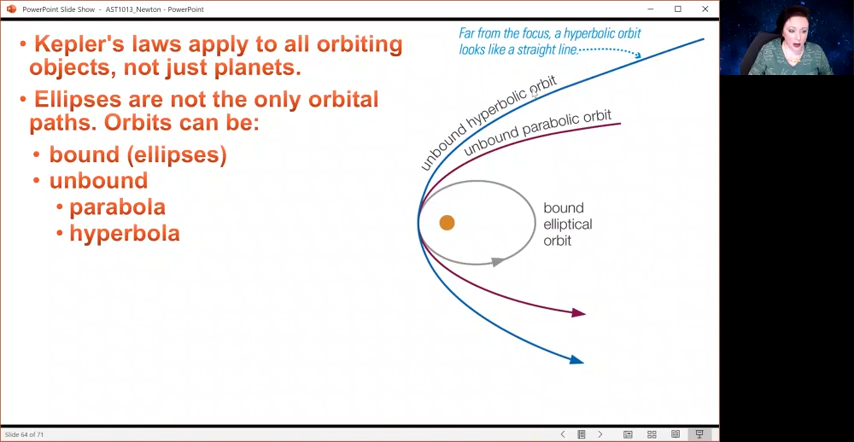 PowerPoint Slide Show - AST1013_Newton - PowerPoint
• Kepler's laws apply to all orbiting
objects, not just planets.
• Ellipses are not the only orbital
paths. Orbits can be:
• bound (ellipses)
• unbound
• parabola
• hyperbola
Far from the focus, a hyperbolic orbit
looks like a straight line.
unbound hyperbolic orbit
unbound parabolic orbit
bound
elliptical
orbit
Slide 64 of 71